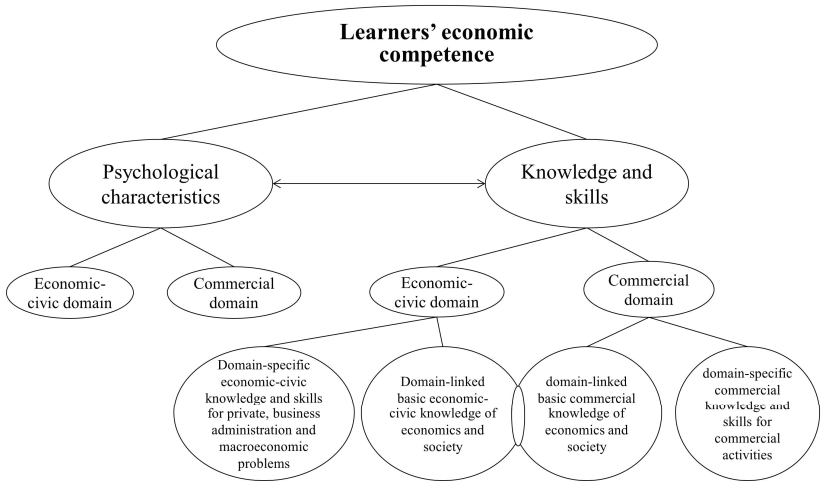 Learners’ economic
competence
Psychological
characteristics
Knowledge and
skills
Economic-
civic domain
Commercial
domain
Economic-
civic domain
Commercial
domain
Domain-specific
economic-civic
knowledge and skills
for private, business
administration and
macroeconomic
problems
Domain-linked
basic economic-
civic knowledge of
economics and
society
domain-linked
basic commercial
knowledge of
economics and
society
domain-specific
commercial
knowledge and
skills for
commercial
activities